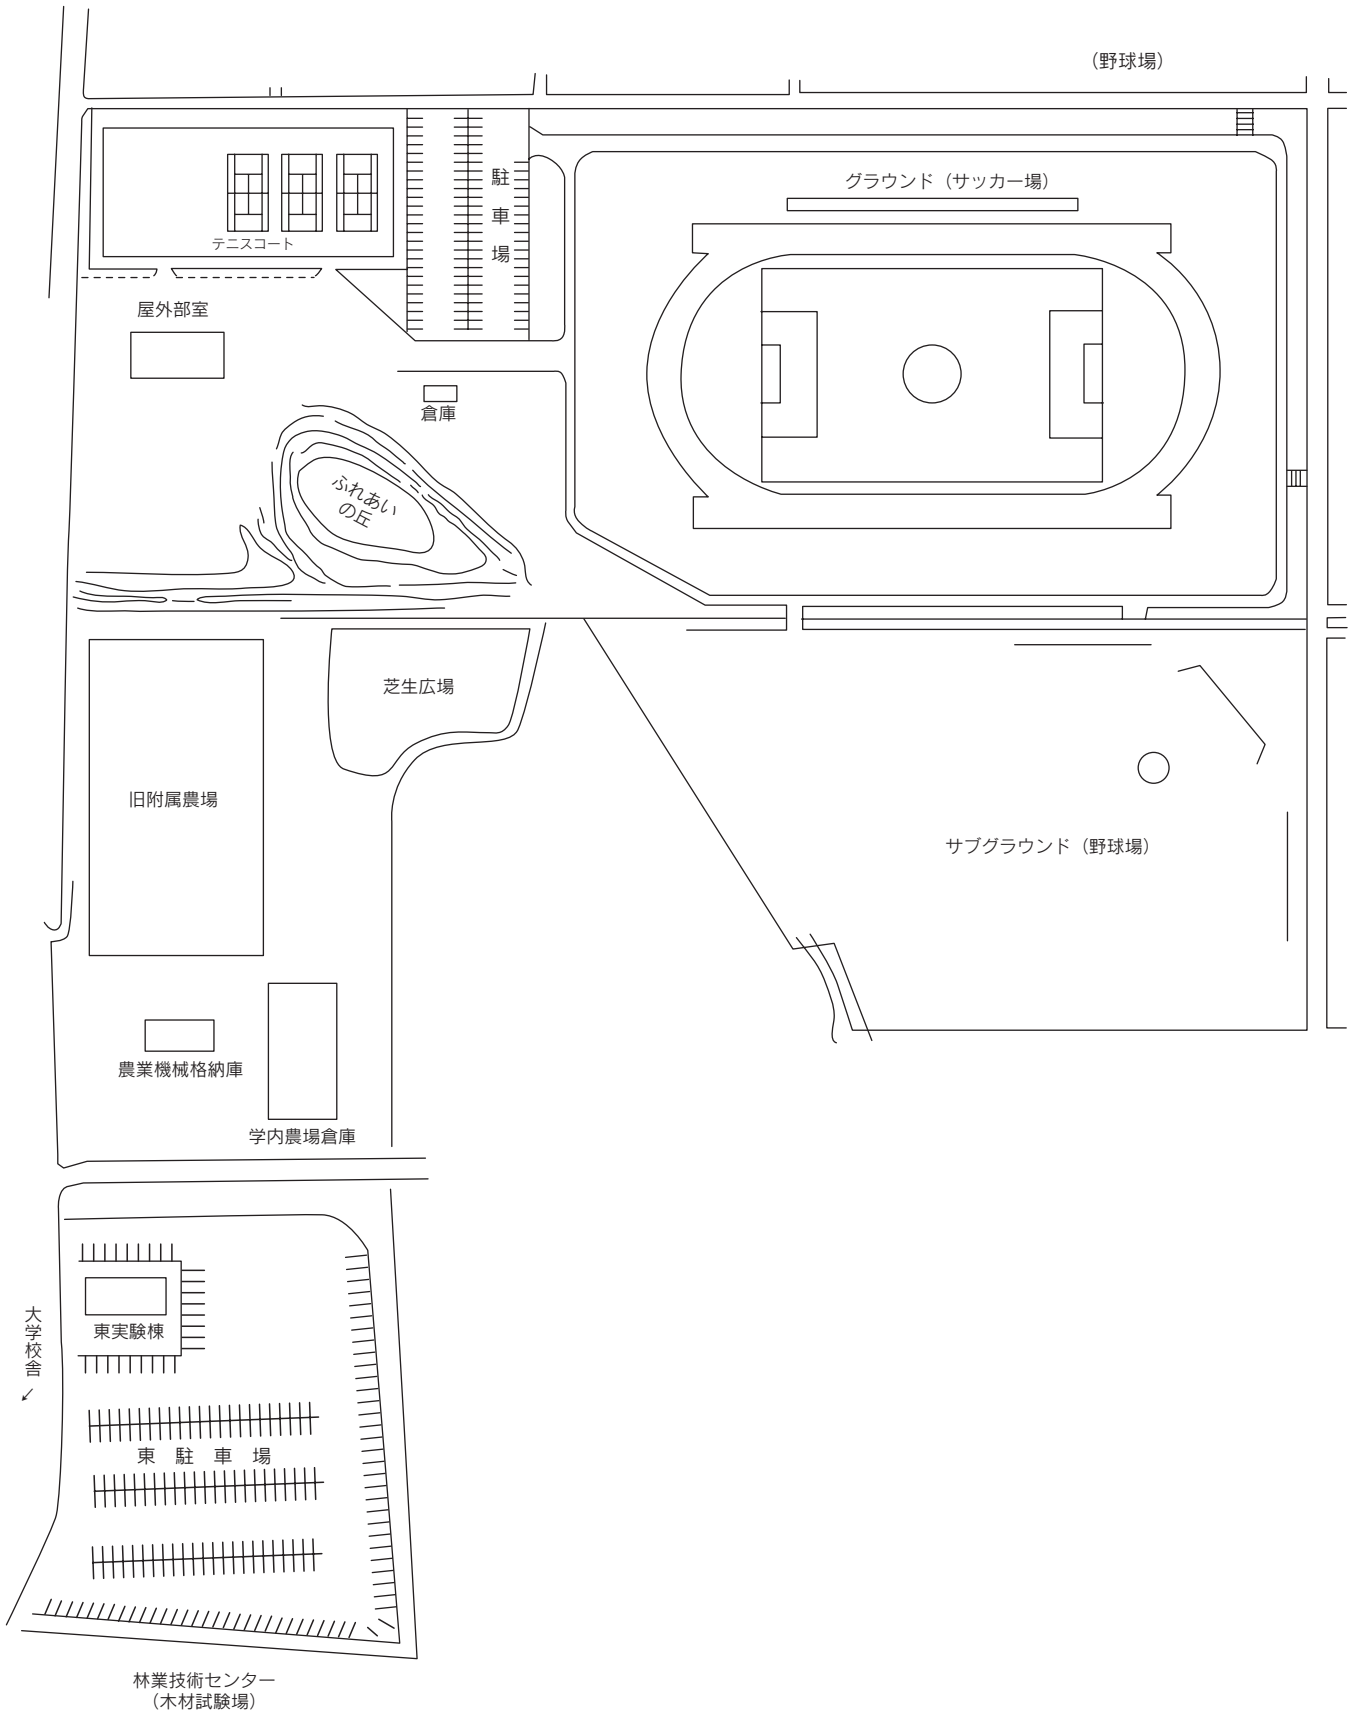 （野球場）
グラウンド（サッカー場）
駐車場
テニスコート
屋外部室
倉庫
ふれあい
の丘
芝生広場
旧附属農場
サブグラウンド（野球場）
農業機械格納庫
学内農場倉庫
大学校舎
↙
東実験棟
東駐車場
林業技術センター
（木材試験場）